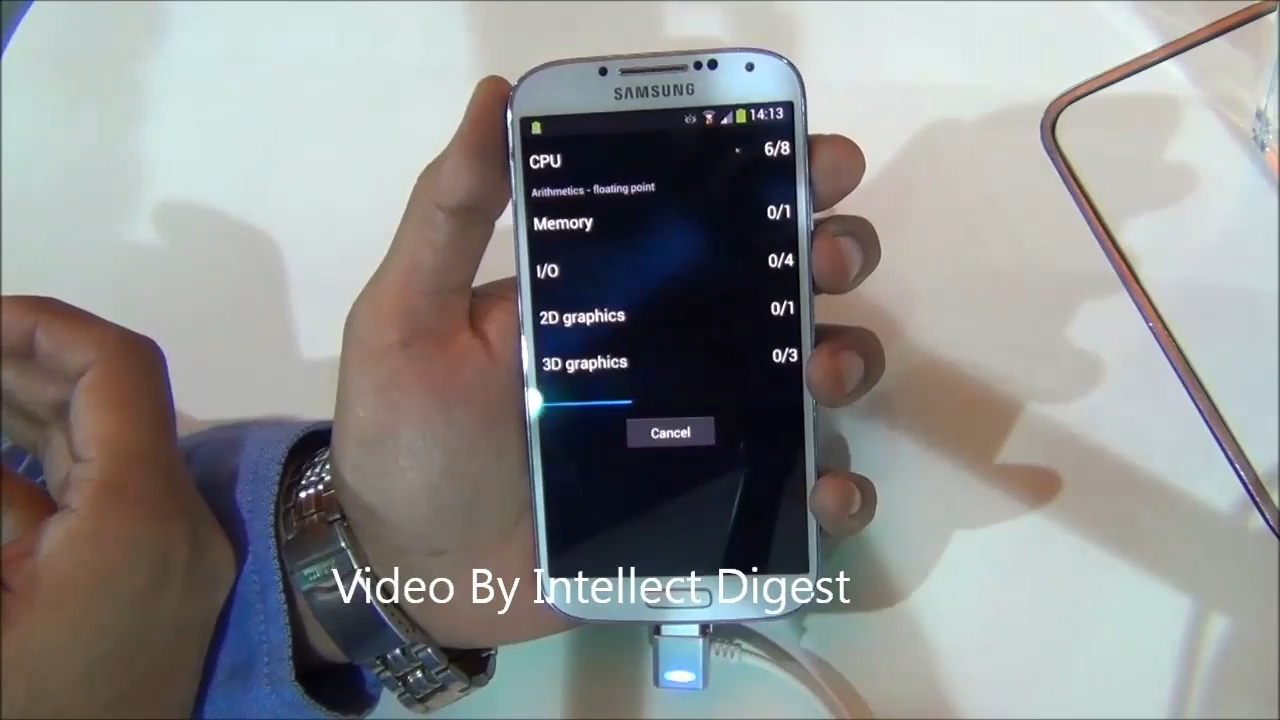 SAMSUNG
14:13
CPU 6/8
Arithmetics - floating point
Memory 0/1
I/O 0/4
2D graphics 0/1
3D graphics 0/3
Cancel
Video By Intellect Digest